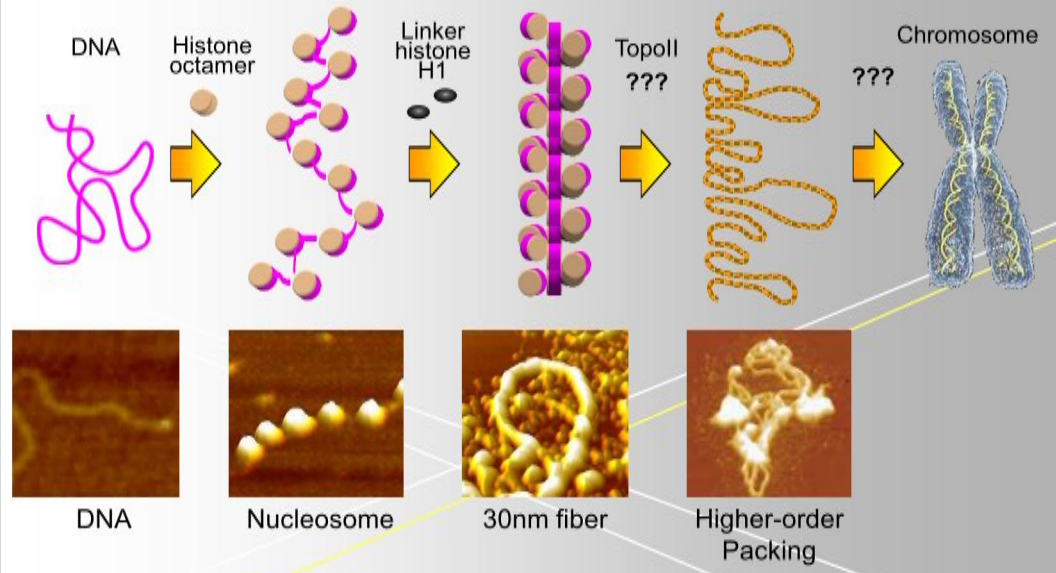 DNA
Histone
octamer
Linker
histone
H1
TopoII
???
???
Chromosome
DNA
Nucleosome
30nm fiber
Higher-order
Packing